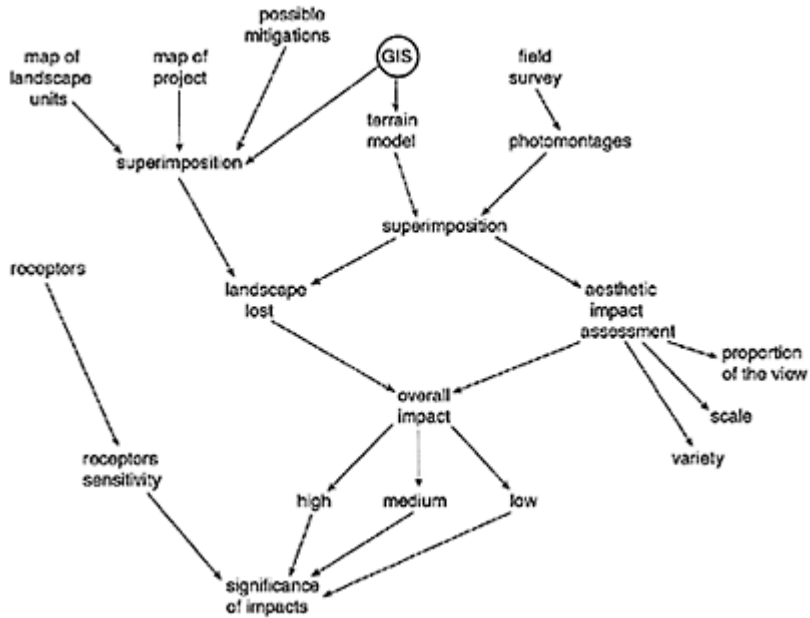 possible
mitigations
map of
landscape
units
map of
project
GIS
field
survey
terrain
model
photomontages
superimposition
superimposition
receptors
landscape
lost
aesthetic
impact
assessment
proportion
of the view
scale
variety
overall
impact
receptors
sensitivity
high
medium
low
significance
of impacts